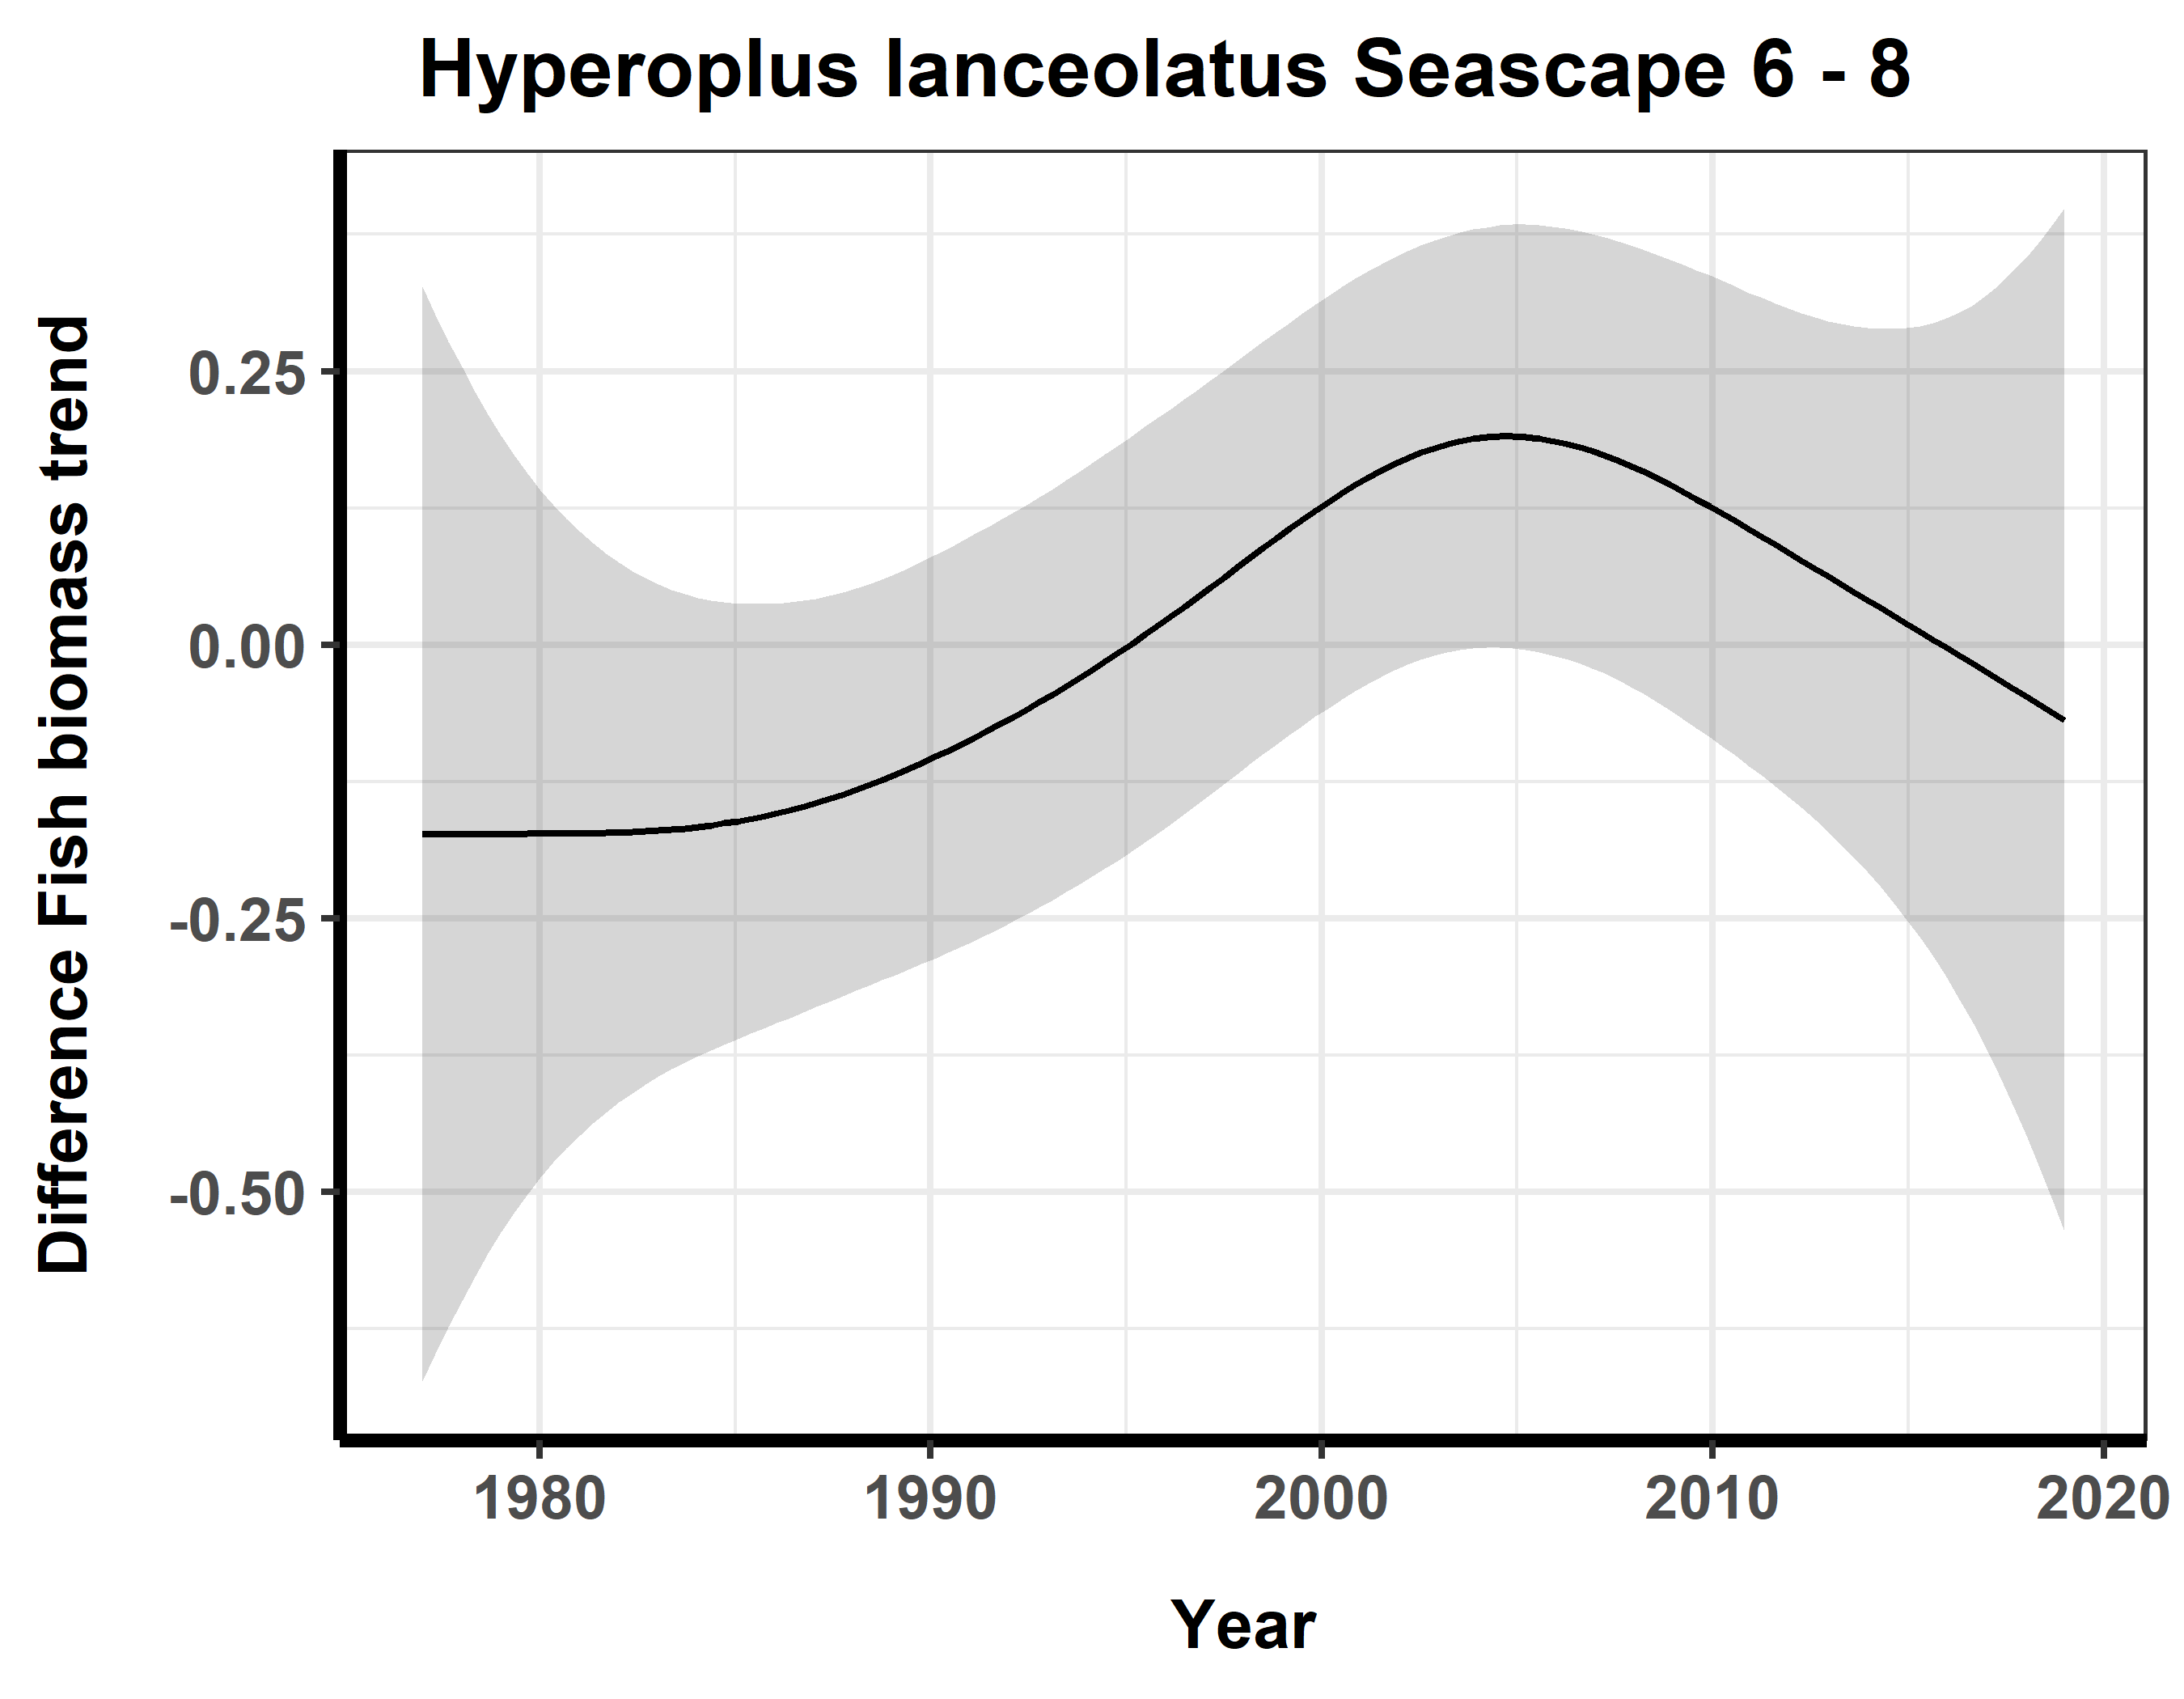 Hyperoplus lanceolatus Seascape 6 - 8
Difference Fish biomass trend
0.25
0.00
-0.25
-0.50
1980 1990 2000 2010 2020
Year